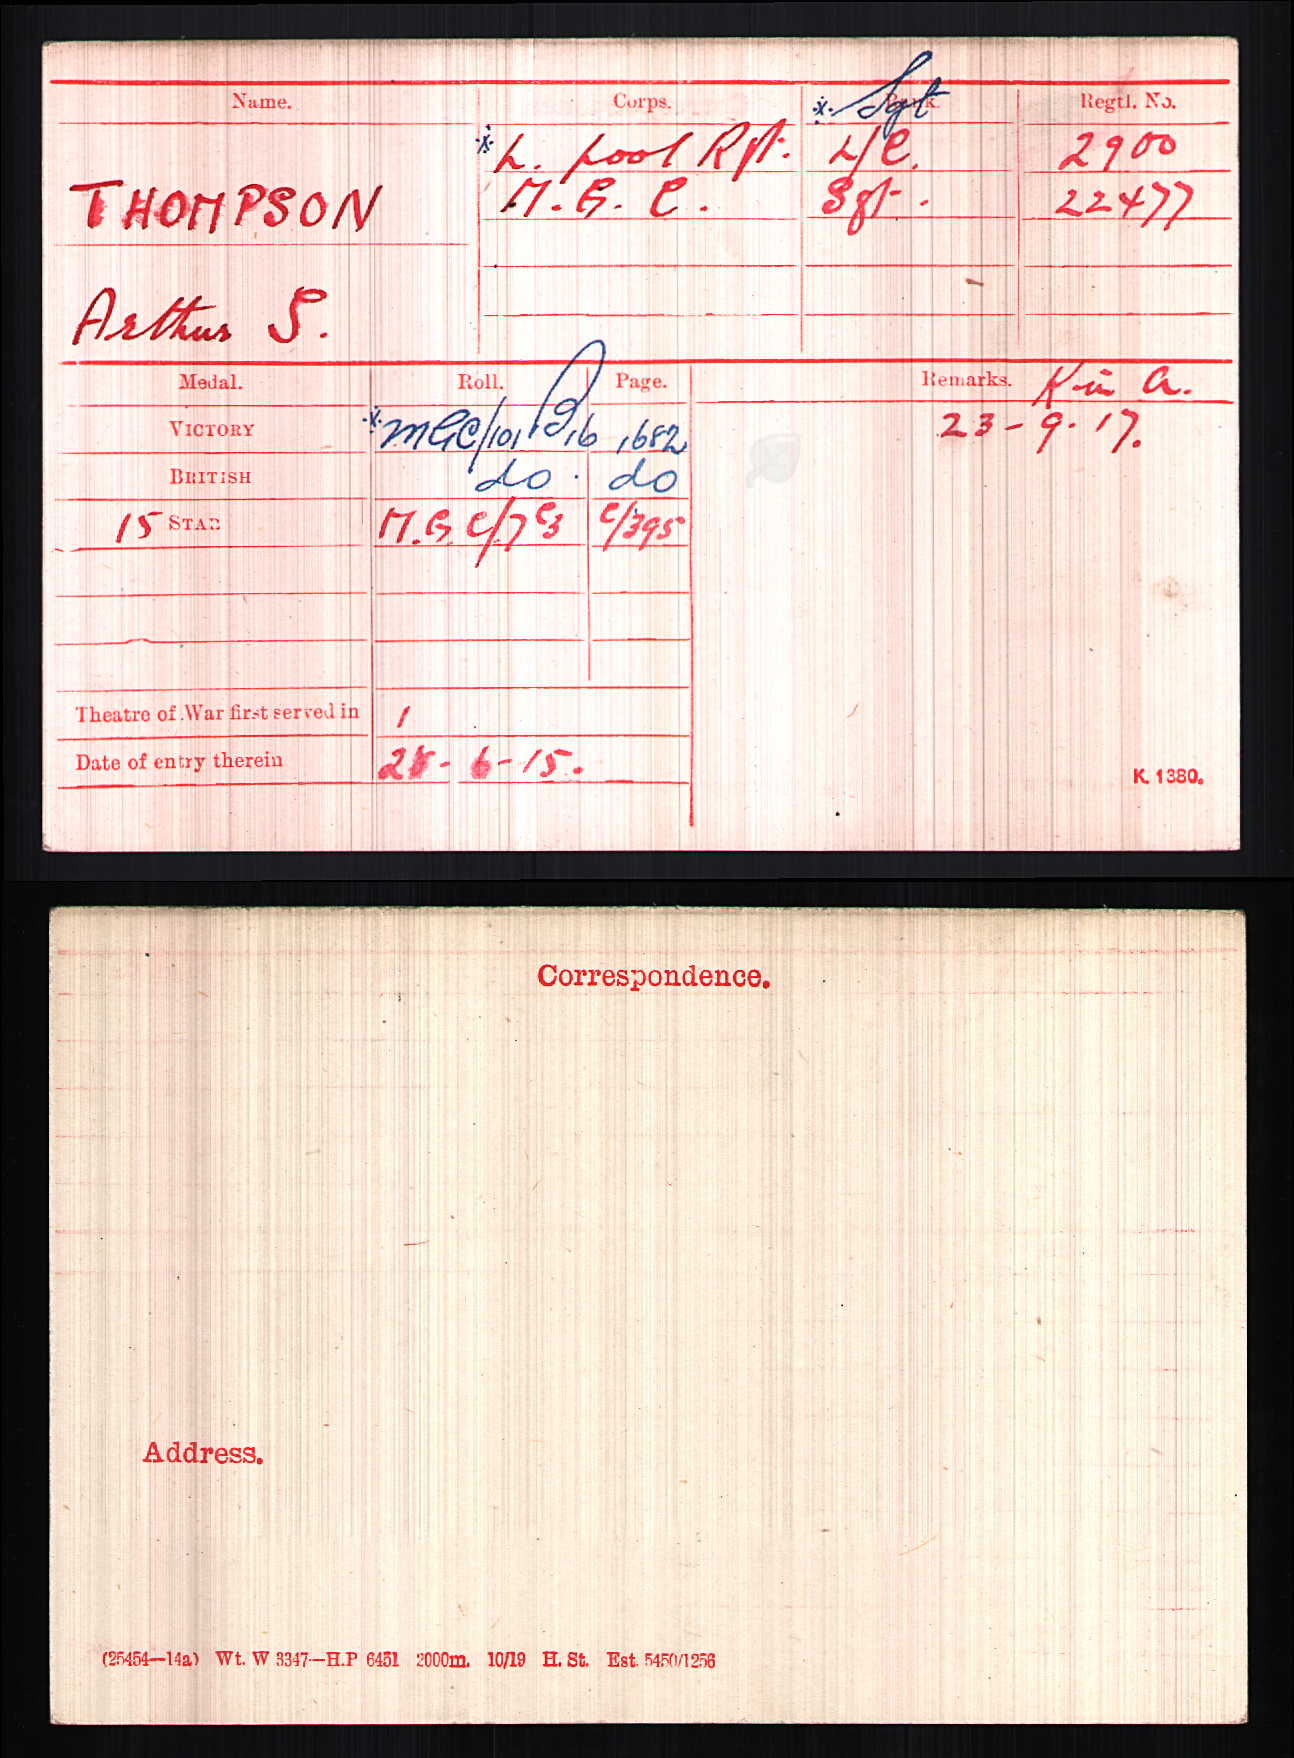 Name. Corps. Rank. Regtl. No.
* Sgt
* L. pool Rgt. L/C. 2900
THOMPSON M. G. C. Sgt. 22477
Arthur S.
Medal. Roll. Page. Remarks. K in A.
VICTORY * MGC/101 B16 1682 23-9-17.
BRITISH do. do
15 STAR M.G.C/7 C3 C/395
Theatre of War first served in 1
Date of entry therein 6-15.
K. 1380.
Correspondence.
Address.
(25454—14a) Wt. W 3347—H.P 6451 2000m. 10/19 H. St. Est. 5450/1256